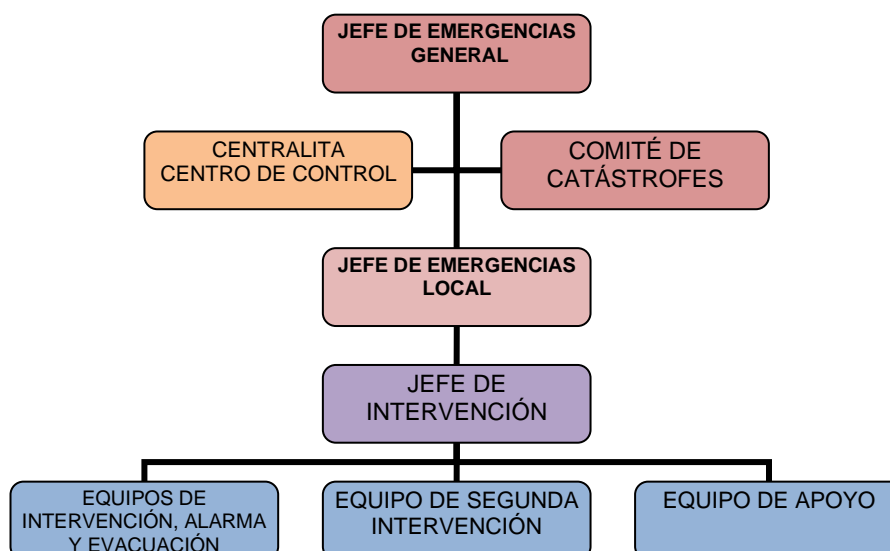 JEFE DE EMERGENCIAS
GENERAL
CENTRALITA
CENTRO DE CONTROL
COMITÉ DE
CATÁSTROFES
JEFE DE EMERGENCIAS
LOCAL
JEFE DE
INTERVENCIÓN
EQUIPOS DE
INTERVENCIÓN, ALARMA
Y EVACUACIÓN
EQUIPO DE SEGUNDA
INTERVENCIÓN
EQUIPO DE APOYO